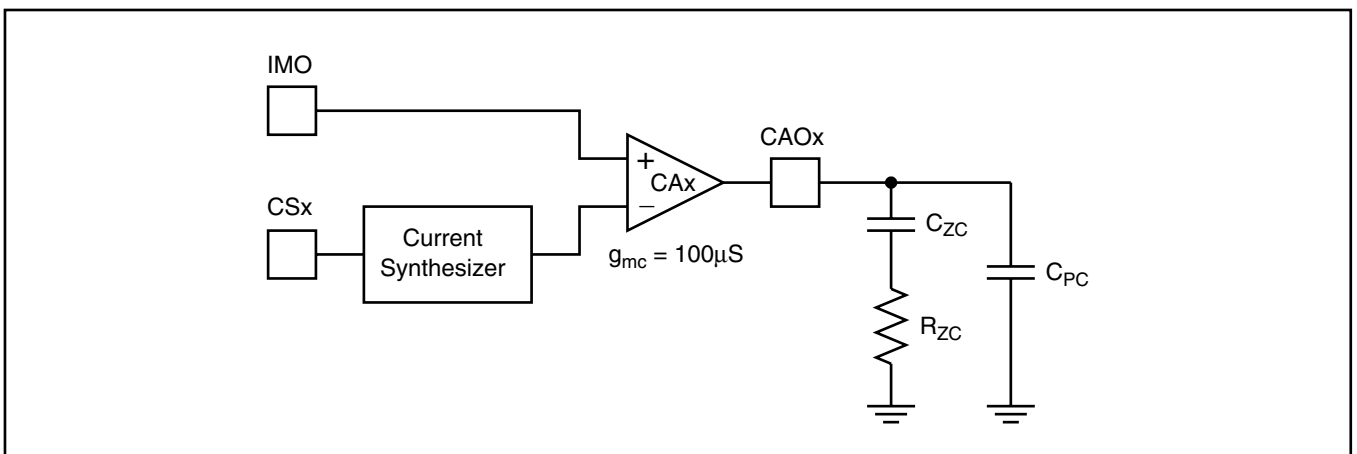 IMO
CSx
Current
Synthesizer
+
CAx
−
g_mc = 100μS
CAOx
C_ZC
R_ZC
C_PC